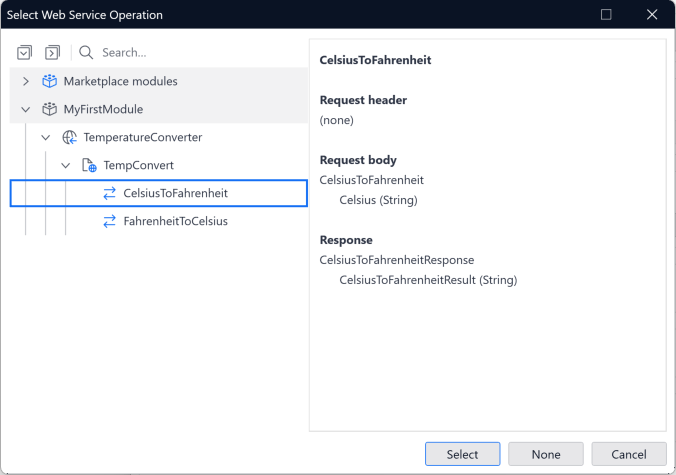 Select Web Service Operation
Search...
Marketplace modules
MyFirstModule
TemperatureConverter
TempConvert
CelsiusToFahrenheit
FahrenheitToCelsius
CelsiusToFahrenheit
Request header
(none)
Request body
CelsiusToFahrenheit
Celsius (String)
Response
CelsiusToFahrenheitResponse
CelsiusToFahrenheitResult (String)
Select
None
Cancel